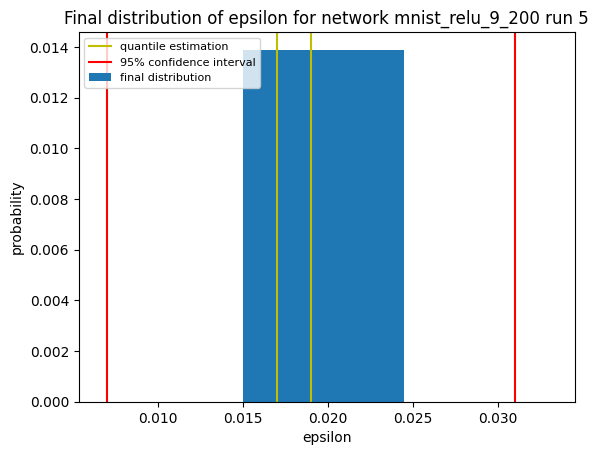 Final distribution of epsilon for network mnist_relu_9_200 run 5
quantile estimation
95% confidence interval
final distribution
0.014
0.012
0.010
0.008
0.006
0.004
0.002
0.000
probability
0.010 0.015 0.020 0.025 0.030
epsilon